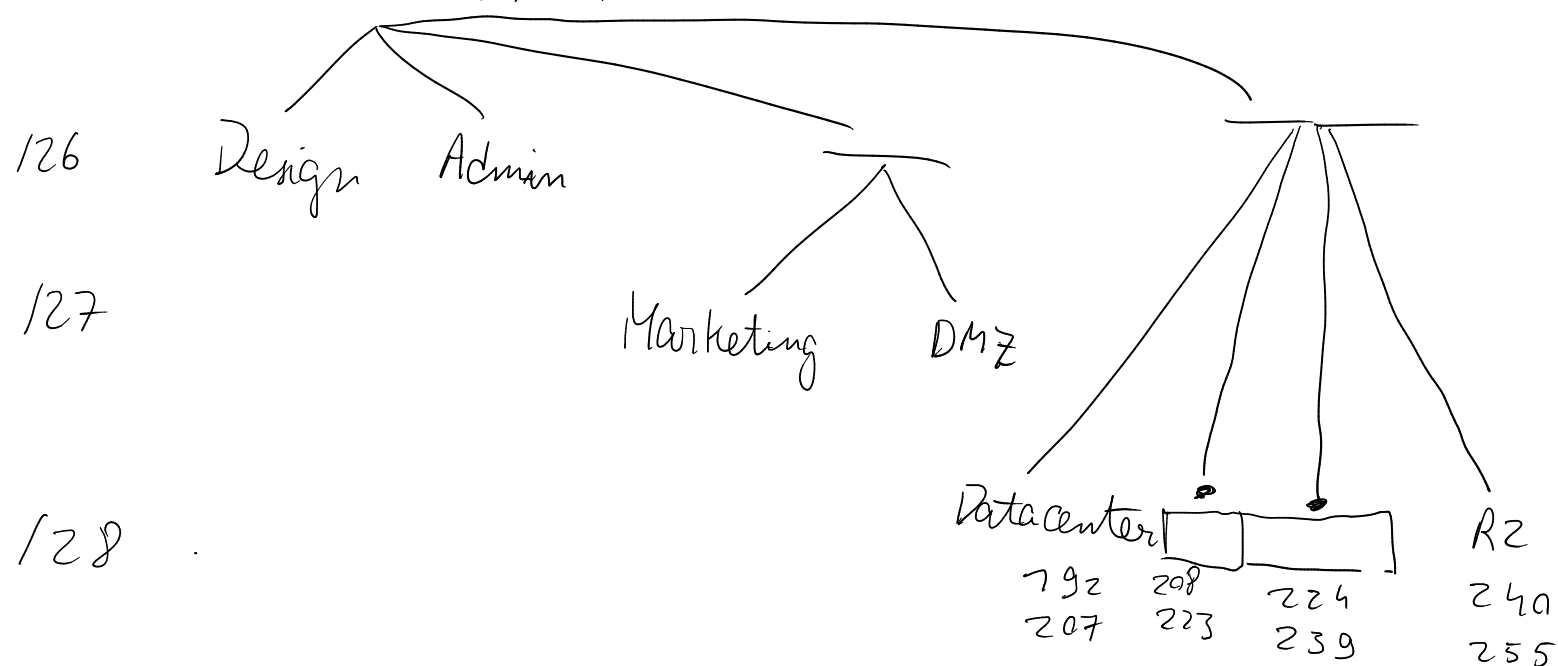 /26 Design Admin
/27 Marketing DMZ
/28 Datacenter R2
192 208 224 240
207 223 239 255